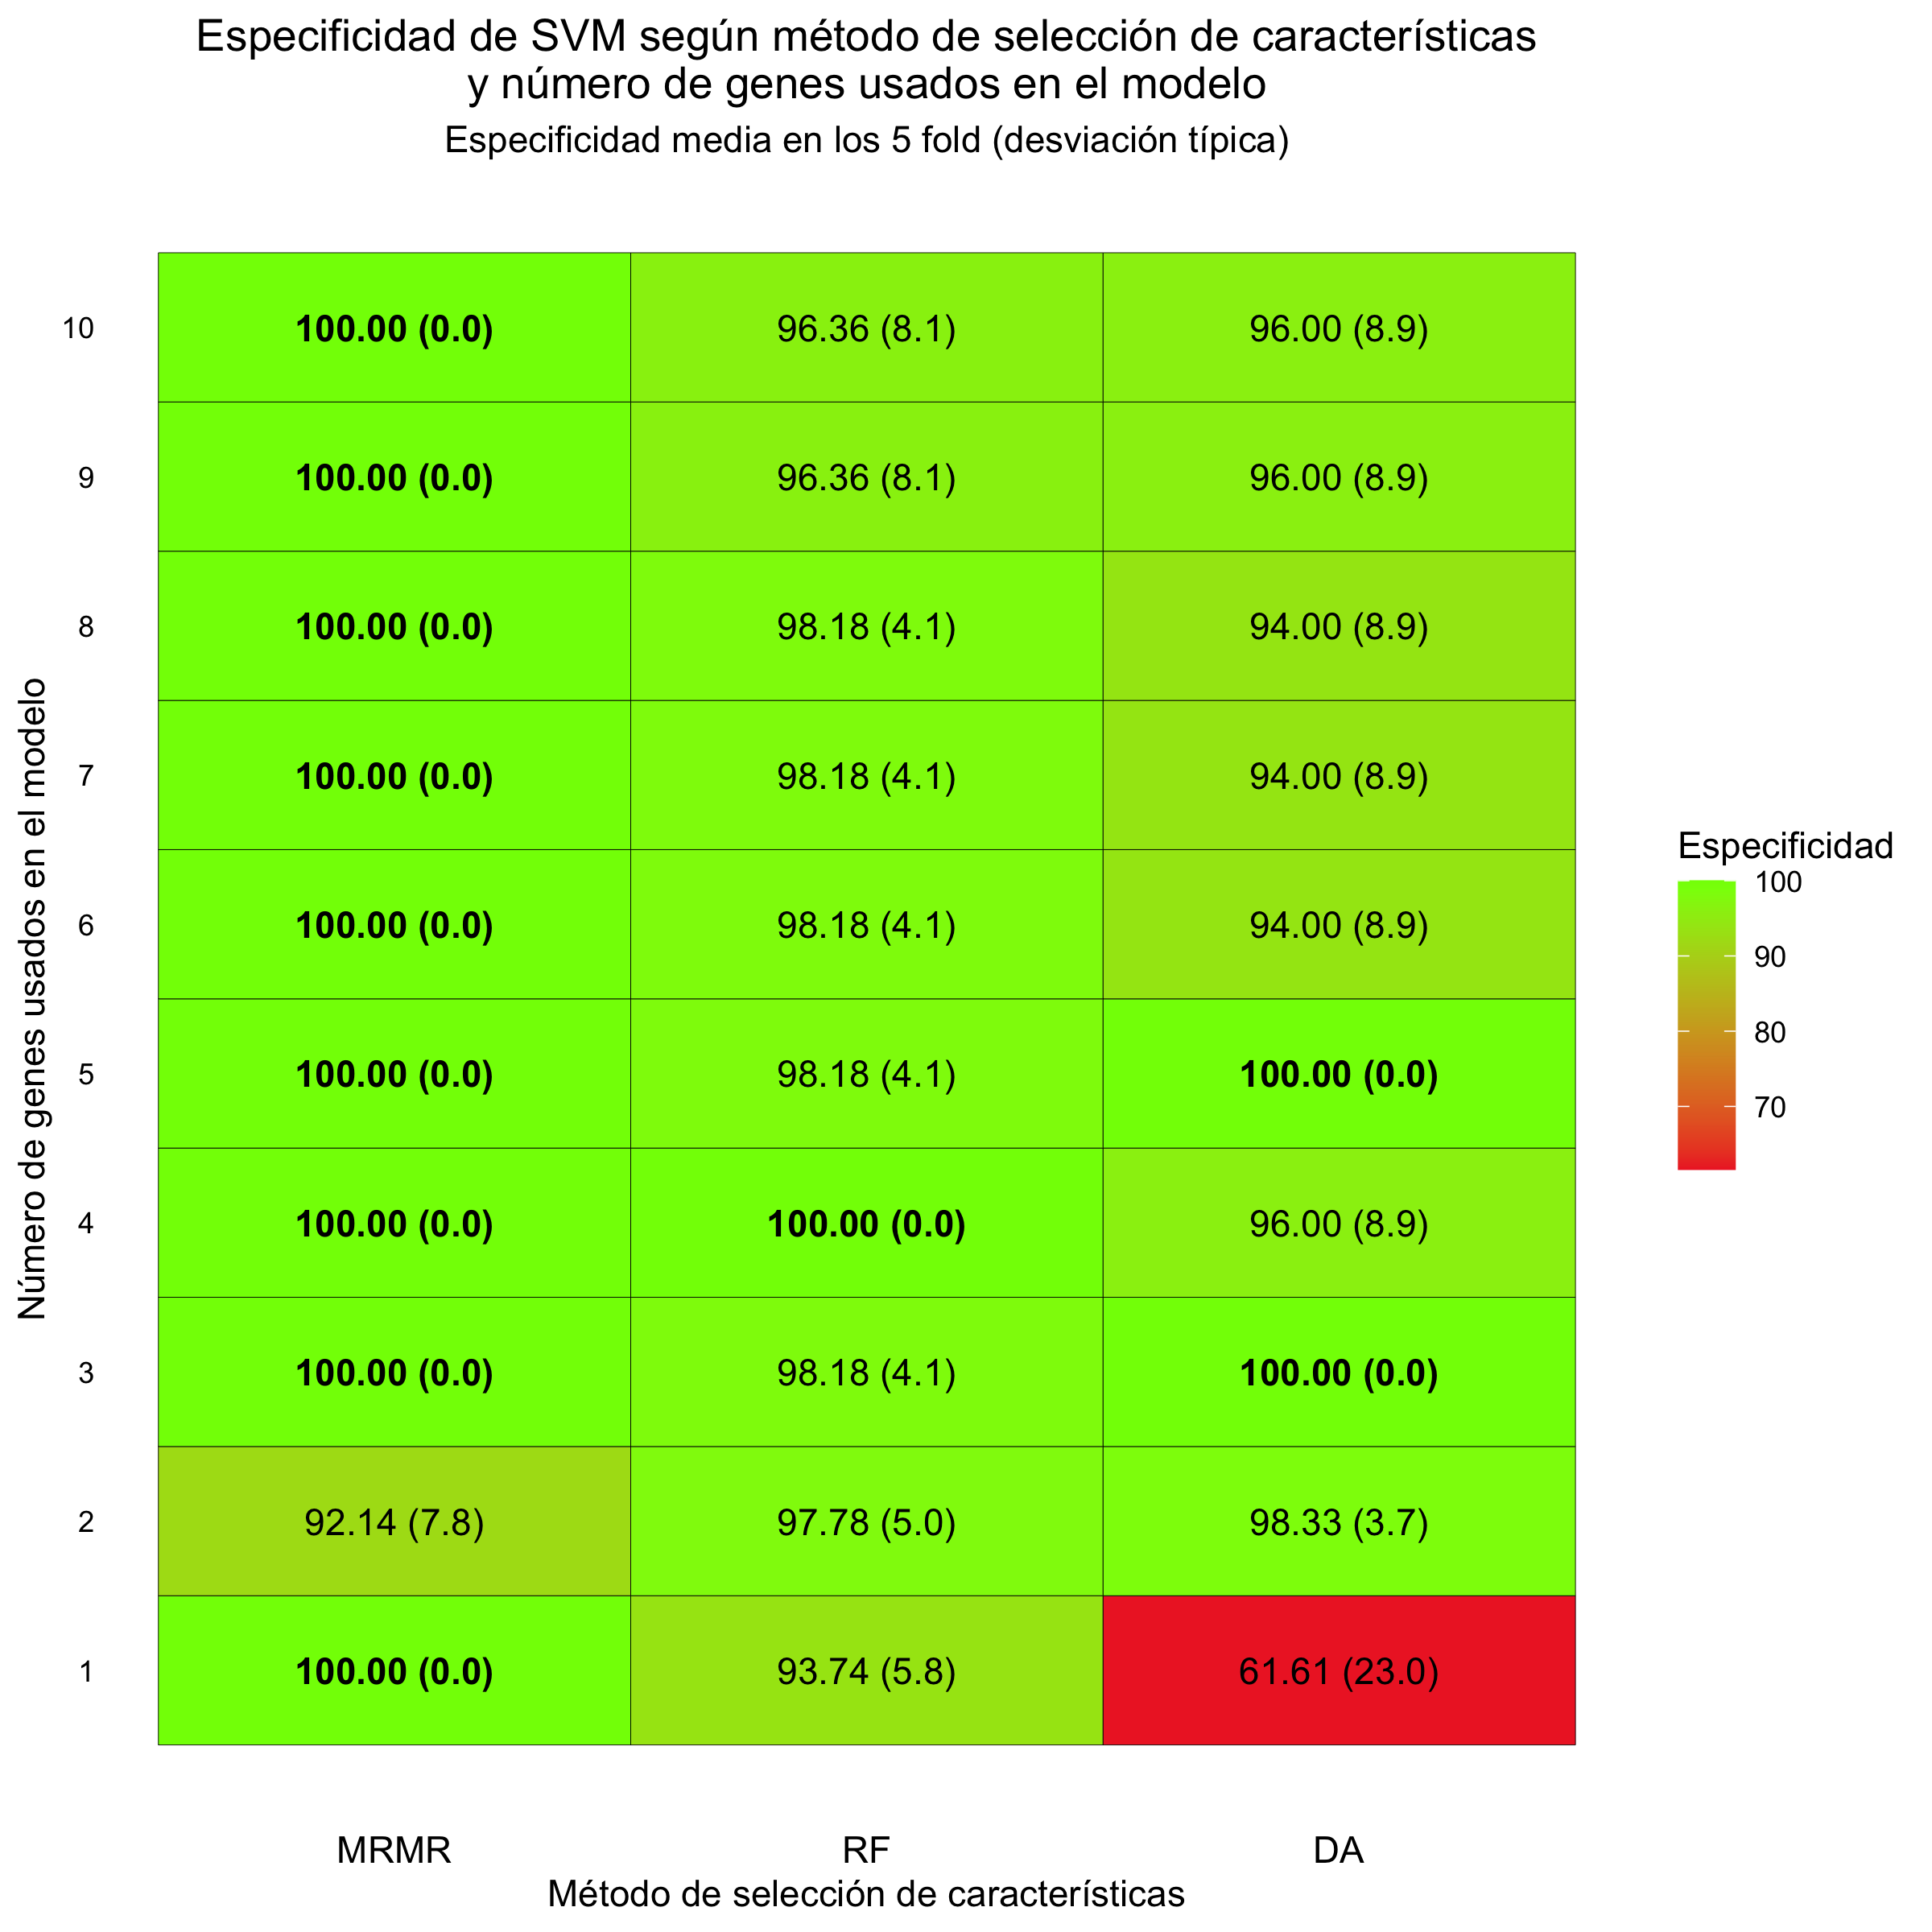 Especificidad de SVM según método de selección de características
y número de genes usados en el modelo
Especificidad media en los 5 fold (desviación típica)
Número de genes usados en el modelo
10 100.00 (0.0) 96.36 (8.1) 96.00 (8.9)
9 100.00 (0.0) 96.36 (8.1) 96.00 (8.9)
8 100.00 (0.0) 98.18 (4.1) 94.00 (8.9)
7 100.00 (0.0) 98.18 (4.1) 94.00 (8.9)
6 100.00 (0.0) 98.18 (4.1) 94.00 (8.9)
5 100.00 (0.0) 98.18 (4.1) 100.00 (0.0)
4 100.00 (0.0) 100.00 (0.0) 96.00 (8.9)
3 100.00 (0.0) 98.18 (4.1) 100.00 (0.0)
2 92.14 (7.8) 97.78 (5.0) 98.33 (3.7)
1 100.00 (0.0) 93.74 (5.8) 61.61 (23.0)
MRMR RF DA
Método de selección de características
Especificidad
100
90
80
70